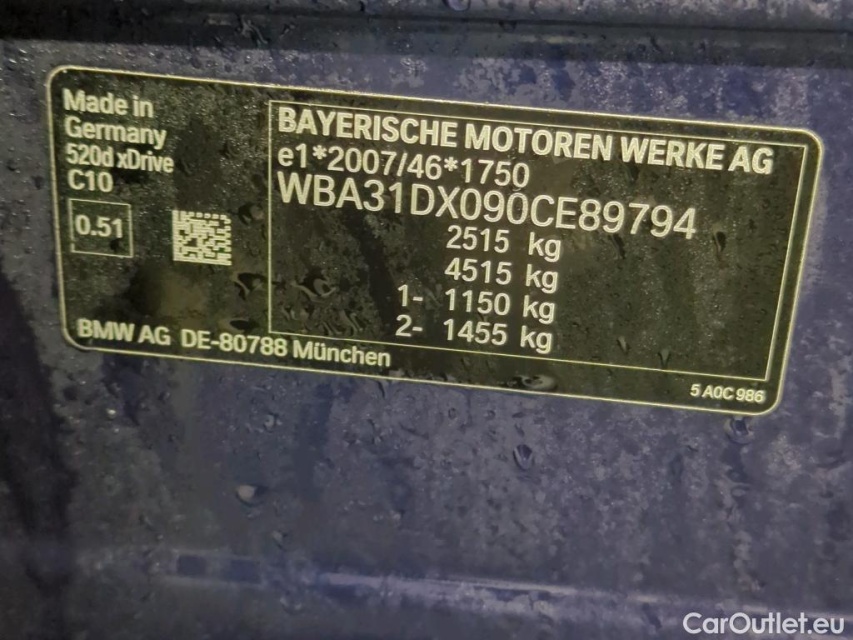 Made in
Germany
520d xDrive
C10
0.51
BAYERISCHE MOTOREN WERKE AG
e1*2007/46*1750
WBA31DX090CE89794
2515 kg
4515 kg
1- 1150 kg
2- 1455 kg
BMW AG DE-80788 München
5 A0C 986
CarOutlet.eu